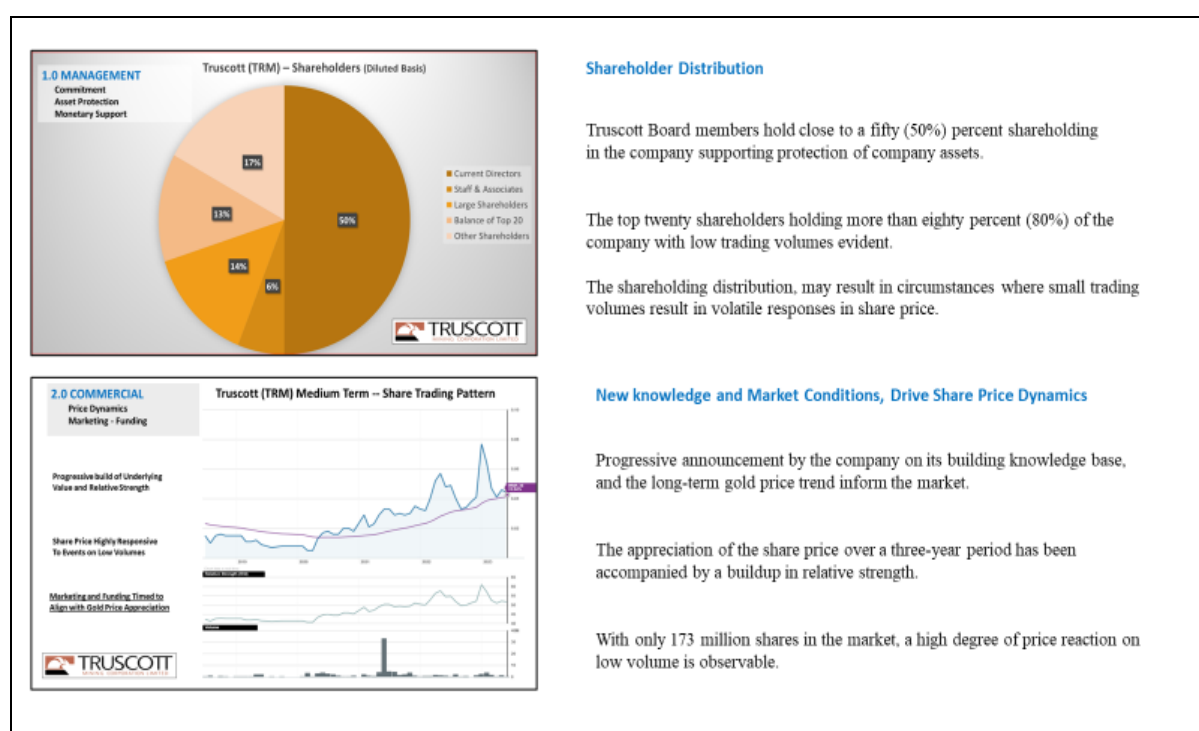 1.0 MANAGEMENT
Commitment
Asset Protection
Monetary Support
Truscott (TRM) – Shareholders (Diluted Basis)
17%
13%
50%
14%
6%
Current Directors
Staff & Associates
Large Shareholders
Balance of Top 20
Other Shareholders
TRUSCOTT
MINING CORPORATION LIMITED
Shareholder Distribution
Truscott Board members hold close to a fifty (50%) percent shareholding
in the company supporting protection of company assets.
The top twenty shareholders holding more than eighty percent (80%) of the
company with low trading volumes evident.
The shareholding distribution, may result in circumstances where small trading
volumes result in volatile responses in share price.
2.0 COMMERCIAL
Price Dynamics
Marketing - Funding
Truscott (TRM) Medium Term -- Share Trading Pattern
Progressive build of Underlying
Value and Relative Strength
Share Price Highly Responsive
To Events on Low Volumes
Marketing and Funding Timed to
Align with Gold Price Appreciation
TRUSCOTT
MINING CORPORATION LIMITED
New knowledge and Market Conditions, Drive Share Price Dynamics
Progressive announcement by the company on its building knowledge base,
and the long-term gold price trend inform the market.
The appreciation of the share price over a three-year period has been
accompanied by a buildup in relative strength.
With only 173 million shares in the market, a high degree of price reaction on
low volume is observable.